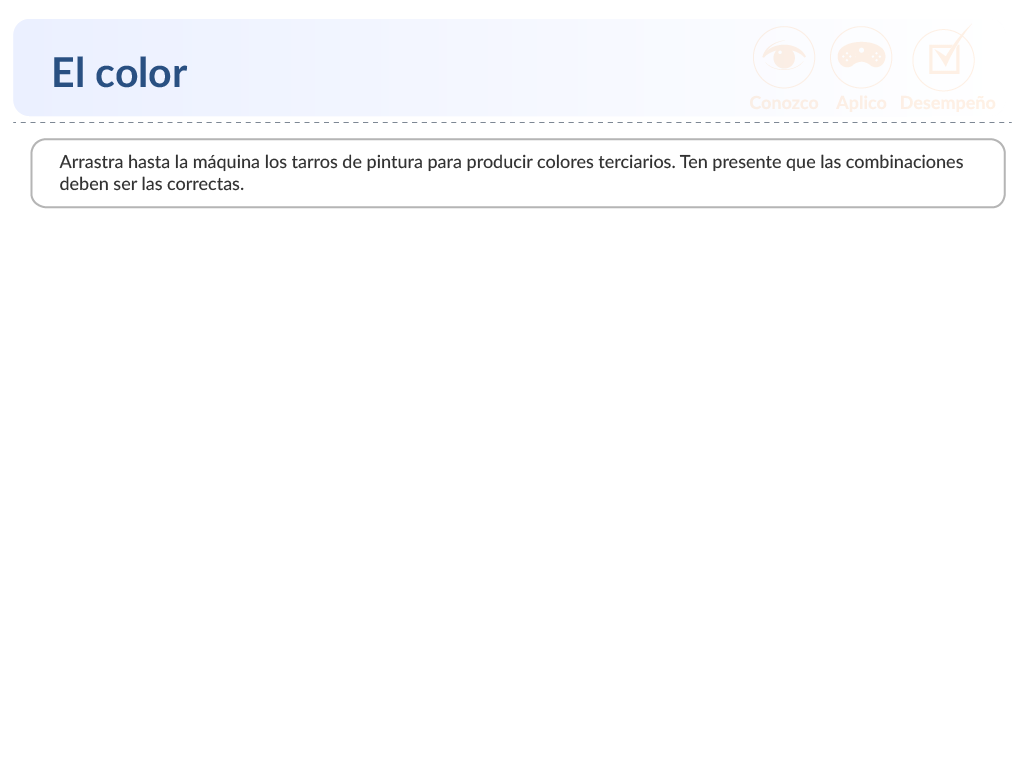 El color
Conozco Aplico Desempeño
Arrastra hasta la máquina los tarros de pintura para producir colores terciarios. Ten presente que las combinaciones
deben ser las correctas.